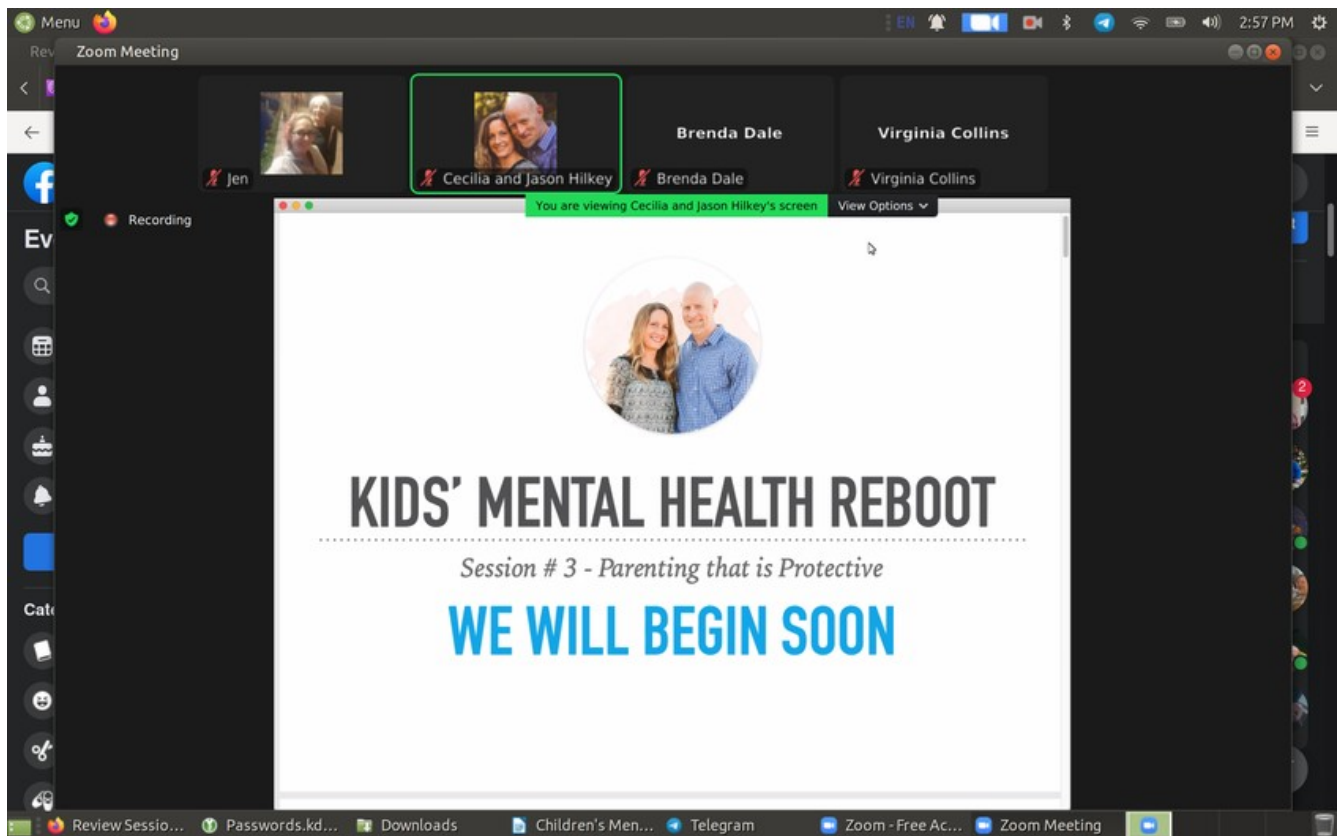 Menu
EN
2:57 PM
Rev
Zoom Meeting
Brenda Dale
Virginia Collins
Jen
Cecilia and Jason Hilkey
Brenda Dale
Virginia Collins
You are viewing Cecilia and Jason Hilkey's screen
View Options
Recording
Ev
2
KIDS’ MENTAL HEALTH REBOOT
Session # 3 - Parenting that is Protective
WE WILL BEGIN SOON
Cate
Review Sessio...
Passwords.kd...
Downloads
Children's Men...
Telegram
Zoom - Free Ac...
Zoom Meeting